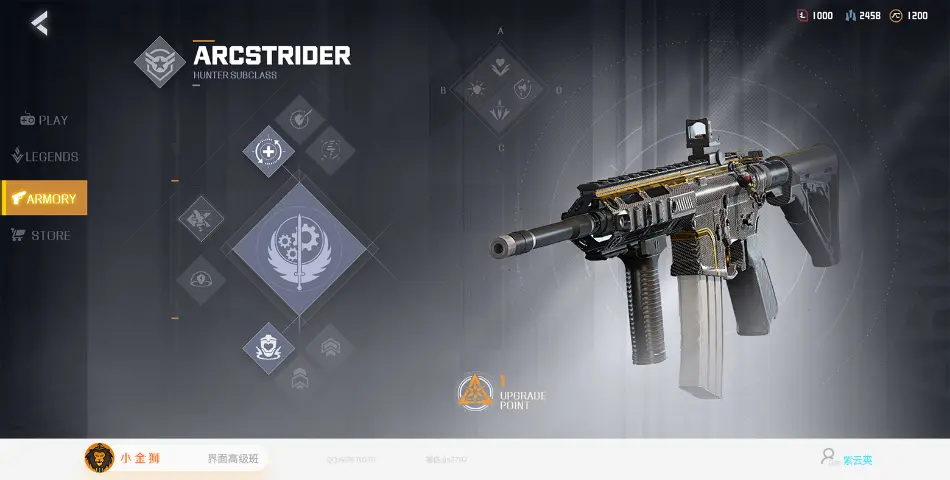 1000 2458 1200
ARCSTRIDER
HUNTER SUBCLASS
A
B D
C
PLAY
LEGENDS
ARMORY
STORE
1
UPGRADE
POINT
小金狮 界面高级班
紫云英